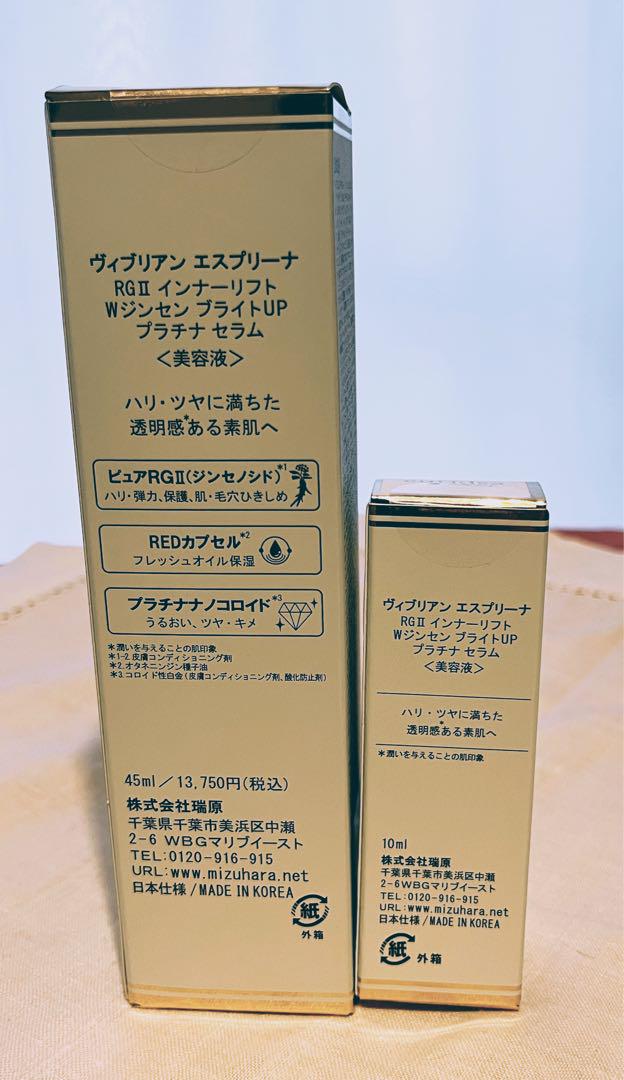 ヴィブリアン エスプリーナ
RGⅡ インナーリフト
Wジンセン ブライトUP
プラチナ セラム
＜美容液＞
ハリ・ツヤに満ちた
透明感*ある素肌へ
ピュアRGⅡ(ジンセノシド)*1
ハリ・弾力、保護、肌・毛穴ひきしめ
REDカプセル*2
フレッシュオイル保湿
プラチナナノコロイド*3
うるおい、ツヤ・キメ
*潤いを与えることの肌印象
*1-2.皮膚コンディショニング剤
*2.オタネニンジン種子油
*3.コロイド性白金(皮膚コンディショニング剤、酸化防止剤)
45ml／13,750円(税込)
株式会社瑞原
千葉県千葉市美浜区中瀬
2-6 WBGマリブイースト
TEL:0120-916-915
URL:www.mizuhara.net
日本仕様/MADE IN KOREA
紙
外箱
ヴィブリアン エスプリーナ
RGⅡ インナーリフト
Wジンセン ブライトUP
プラチナ セラム
＜美容液＞
ハリ・ツヤに満ちた
透明感*ある素肌へ
*潤いを与えることの肌印象
10ml
株式会社瑞原
千葉県千葉市美浜区中瀬
2-6WBGマリブイースト
TEL:0120-916-915
URL:www.mizuhara.net
日本仕様/MADE IN KOREA
紙
外箱